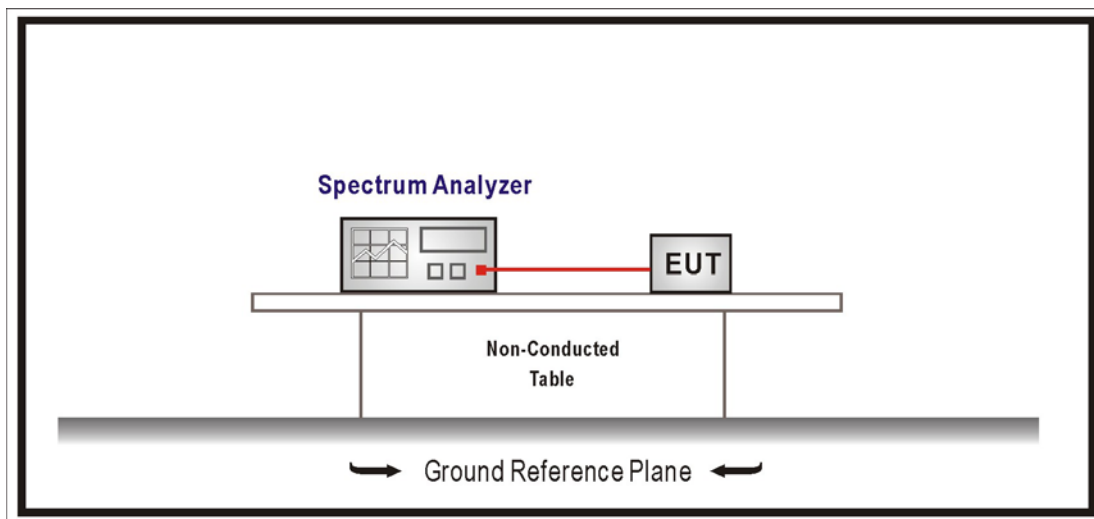 Spectrum Analyzer
EUT
Non-Conducted
Table
Ground Reference Plane